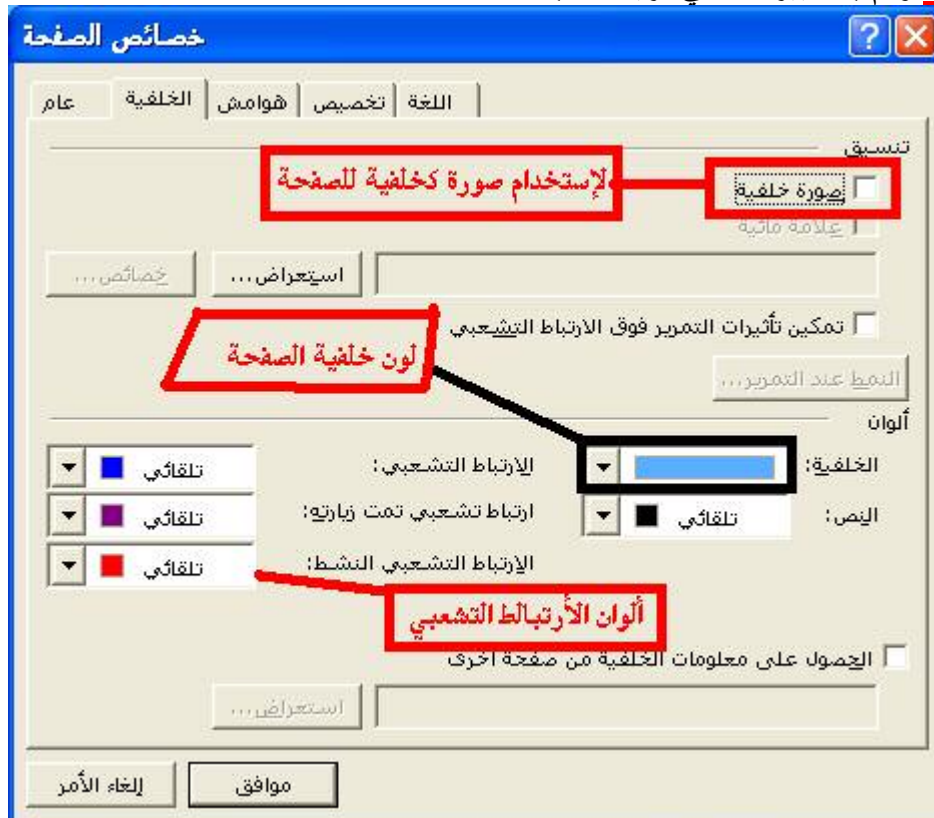 خصائص الصفحة
عام الخلفية هوامش تخصيص اللغة
تنسيق
صورة خلفية
لإستخدام صورة كخلفية للصفحة
علامة مائية
استعراض...
خصائص...
تمكين تأثيرات التمرير فوق الارتباط التشعبي
لون خلفية الصفحة
النمط عند التمرير...
ألوان
الخلفية:
الارتباط التشعبي: تلقائي
النص: تلقائي
ارتباط تشعبي تمت زيارته: تلقائي
الارتباط التشعبي النشط: تلقائي
ألوان الأرتبالط التشعبي
الحصول على معلومات الخلفية من صفحة أخرى
استعراض...
موافق
إلغاء الأمر